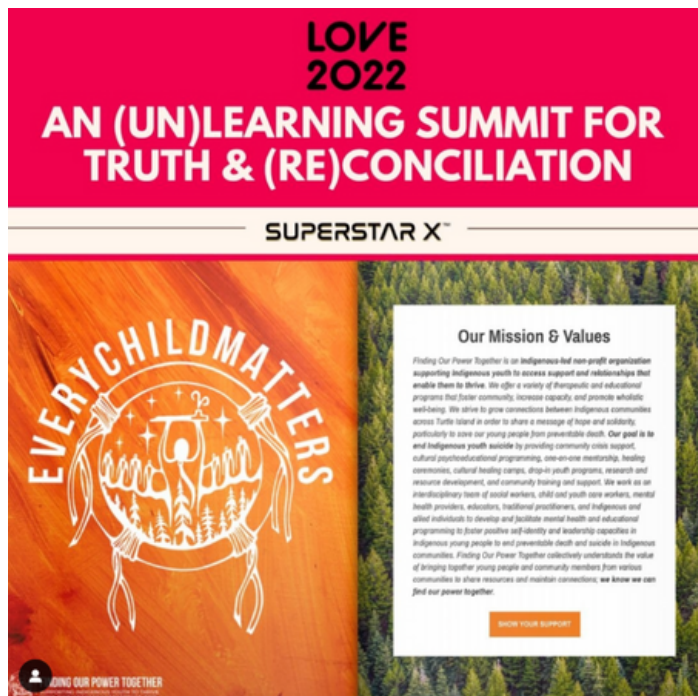 LOVE
2022
AN (UN)LEARNING SUMMIT FOR
TRUTH & (RE)CONCILIATION
SUPERSTAR X™
EVERYCHILDMATTERS
Our Mission & Values
Finding Our Power Together is an Indigenous-led non-profit organization
supporting Indigenous youth to access support and relationships that
enable them to thrive. We offer a variety of therapeutic and educational
programs that foster community, increase capacity, and promote wholistic
well-being. We strive to grow connections between Indigenous communities
across Turtle Island in order to share a message of hope and solidarity,
particularly to save our young people from preventable death. Our goal is to
end Indigenous youth suicide by providing community crisis support,
cultural psychoeducational programming, one-on-one mentorship, healing
ceremonies, cultural healing camps, drop-in youth programs, research and
resource development, and community training and support. We work as an
interdisciplinary team of social workers, child and youth care workers, mental
health providers, educators, traditional practitioners, and Indigenous and
allied individuals to develop and facilitate mental health and educational
programming to foster positive self-identity and leadership capacities in
Indigenous young people to end preventable death and suicide in Indigenous
communities. Finding Our Power Together collectively understands the value
of bringing together young people and community members from various
communities to share resources and maintain connections; we know we can
find our power together.
SHOW YOUR SUPPORT
DING OUR POWER TOGETHER